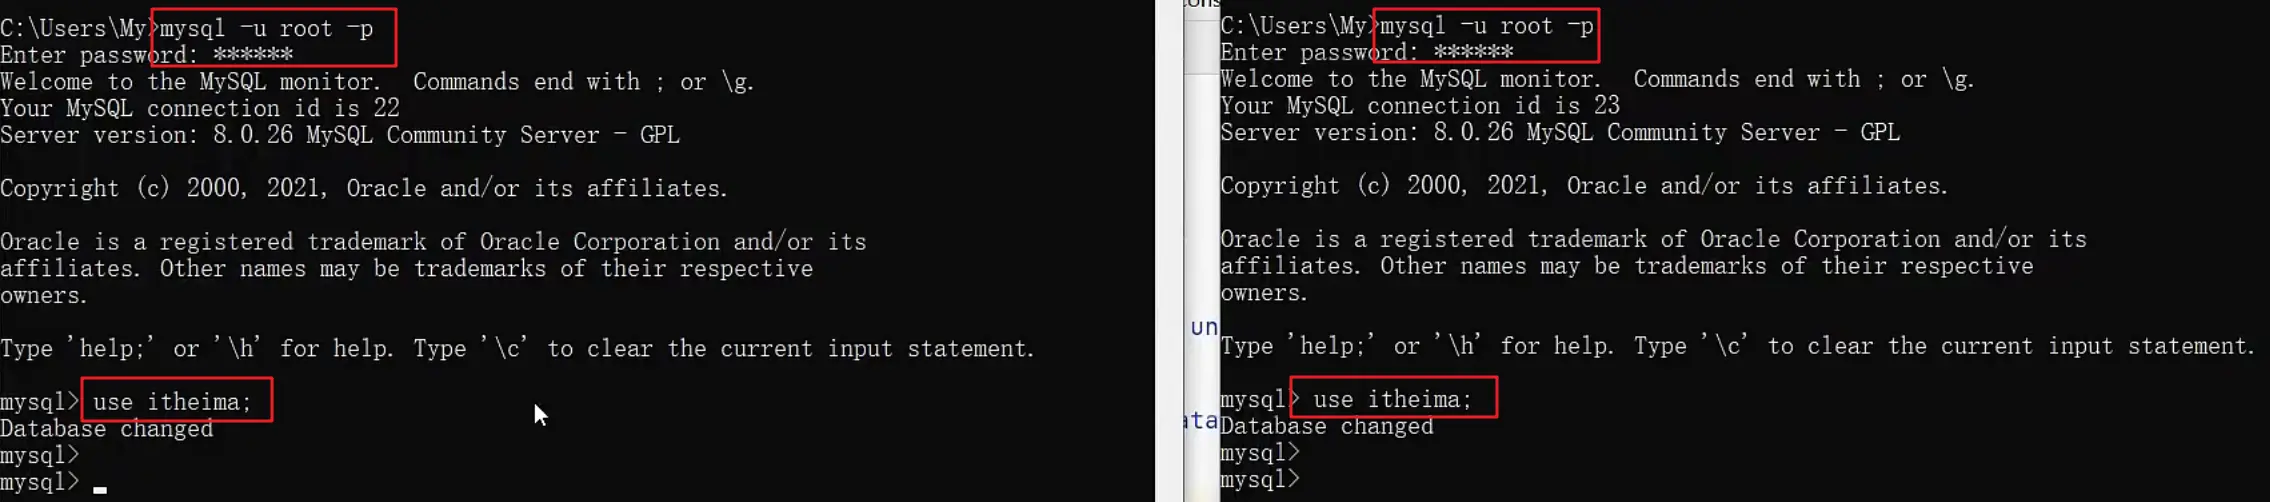 C:\Users\My>mysql -u root -p
Enter password: ******
Welcome to the MySQL monitor.  Commands end with ; or \g.
Your MySQL connection id is 22
Server version: 8.0.26 MySQL Community Server - GPL
Copyright (c) 2000, 2021, Oracle and/or its affiliates.
Oracle is a registered trademark of Oracle Corporation and/or its
affiliates. Other names may be trademarks of their respective
owners.
Type 'help;' or '\h' for help. Type '\c' to clear the current input statement.
mysql> use itheima;
Database changed
mysql>
mysql>
un
ata
C:\Users\My>mysql -u root -p
Enter password: ******
Welcome to the MySQL monitor.  Commands end with ; or \g.
Your MySQL connection id is 23
Server version: 8.0.26 MySQL Community Server - GPL
Copyright (c) 2000, 2021, Oracle and/or its affiliates.
Oracle is a registered trademark of Oracle Corporation and/or its
affiliates. Other names may be trademarks of their respective
owners.
Type 'help;' or '\h' for help. Type '\c' to clear the current input statement.
mysql> use itheima;
Database changed
mysql>
mysql>